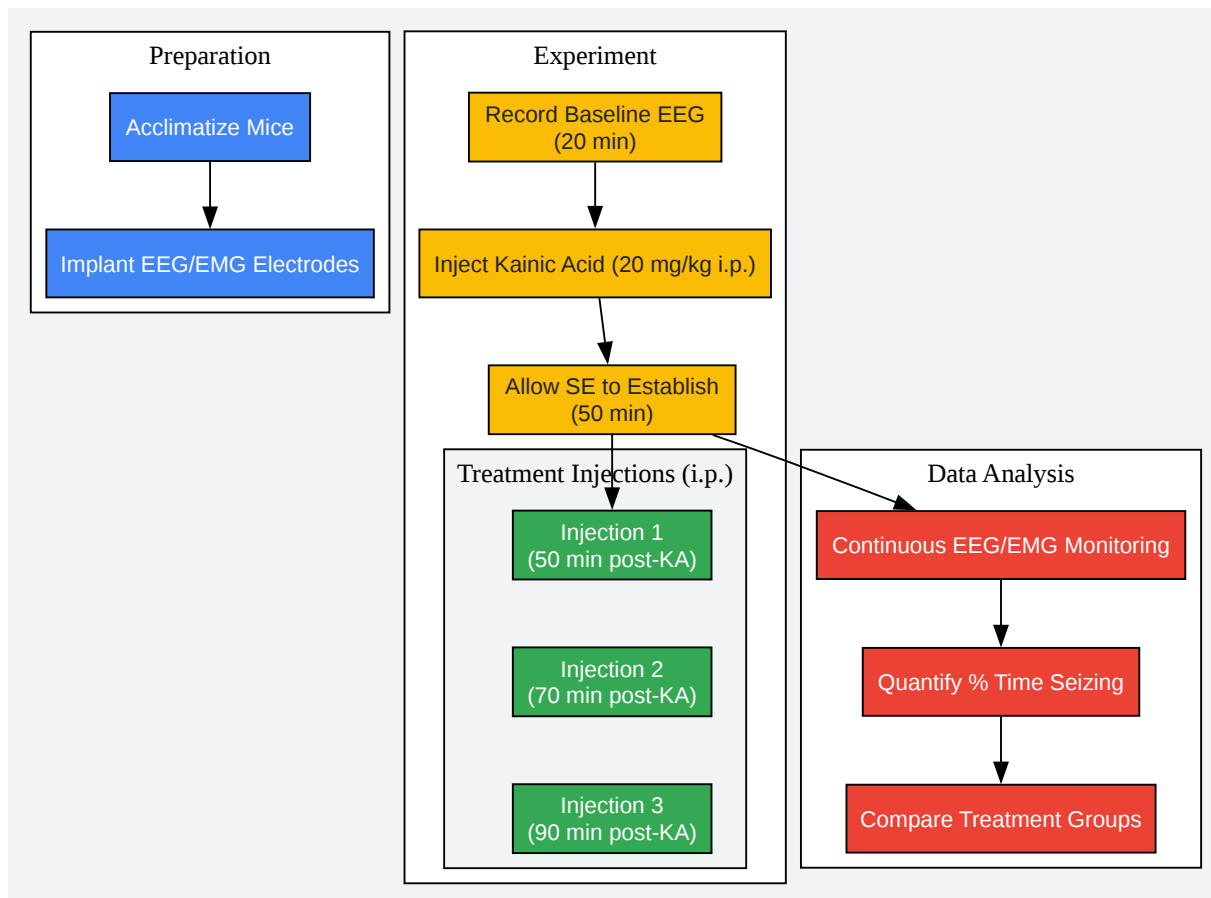 Preparation
Acclimatize Mice
Implant EEG/EMG Electrodes
Experiment
Record Baseline EEG
(20 min)
Inject Kainic Acid (20 mg/kg i.p.)
Allow SE to Establish
(50 min)
Treatment Injections (i.p.)
Injection 1
(50 min post-KA)
Injection 2
(70 min post-KA)
Injection 3
(90 min post-KA)
Data Analysis
Continuous EEG/EMG Monitoring
Quantify % Time Seizing
Compare Treatment Groups